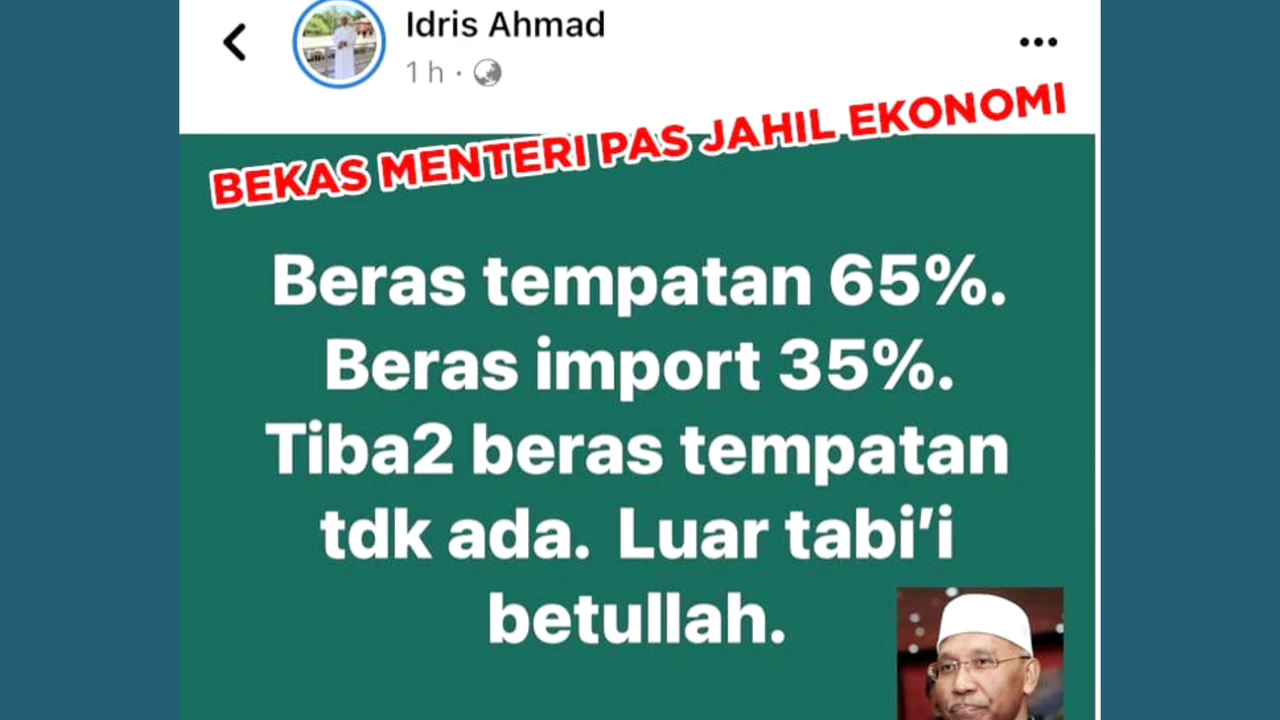 Idris Ahmad
1 h ·
BEKAS MENTERI PAS JAHIL EKONOMI
Beras tempatan 65%.
Beras import 35%.
Tiba2 beras tempatan
tdk ada. Luar tabi’i
betullah.